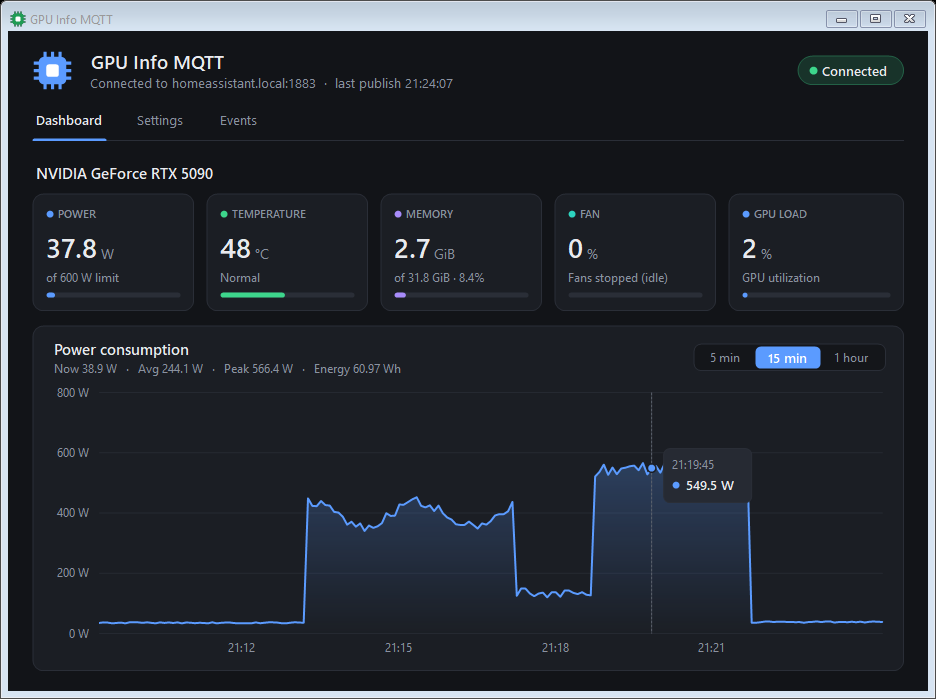 GPU Info MQTT
GPU Info MQTT
Connected to homeassistant.local:1883 · last publish 21:24:07
Connected
Dashboard Settings Events
NVIDIA GeForce RTX 5090
POWER
37.8 W
of 600 W limit
TEMPERATURE
48 °C
Normal
MEMORY
2.7 GiB
of 31.8 GiB · 8.4%
FAN
0 %
Fans stopped (idle)
GPU LOAD
2 %
GPU utilization
Power consumption
Now 38.9 W · Avg 244.1 W · Peak 566.4 W · Energy 60.97 Wh
5 min 15 min 1 hour
800 W
600 W
400 W
200 W
0 W
21:19:45
549.5 W
21:12 21:15 21:18 21:21